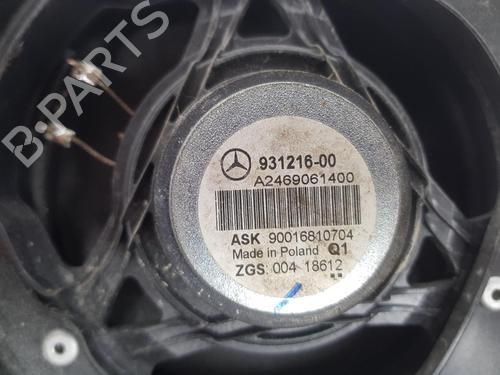 B-PARTS
931216-00
A2469061400
ASK 90016810704
Made in Poland Q1
ZGS: 004 18612